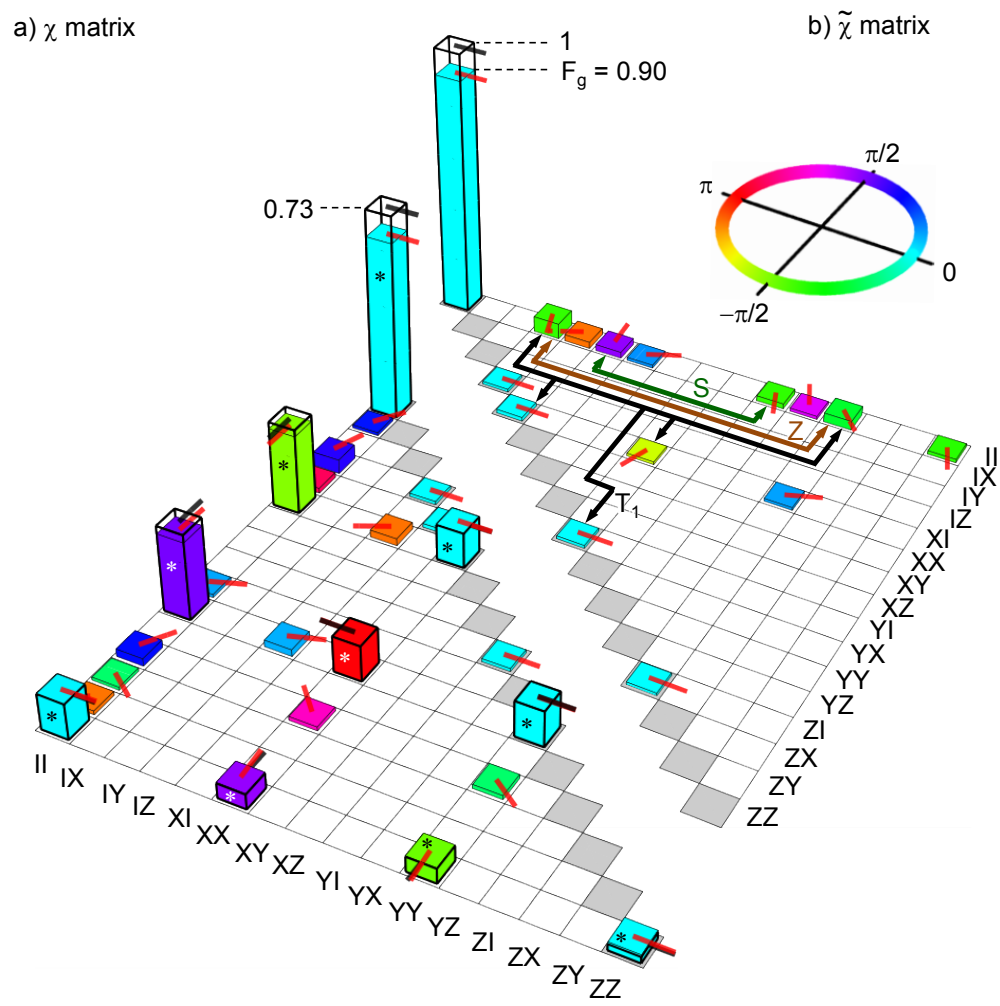 a) χ matrix
b) χ̃ matrix
1
F_g = 0.90
0.73
π/2
π
0
−π/2
S
Z
T_1
*
*
*
*
*
*
*
*
*
*
II
IX
IY
IZ
XI
XX
XY
XZ
YI
YX
YY
YZ
ZI
ZX
ZY
ZZ
II
IX
IY
IZ
XI
XX
XY
XZ
YI
YX
YY
YZ
ZI
ZX
ZY
ZZ